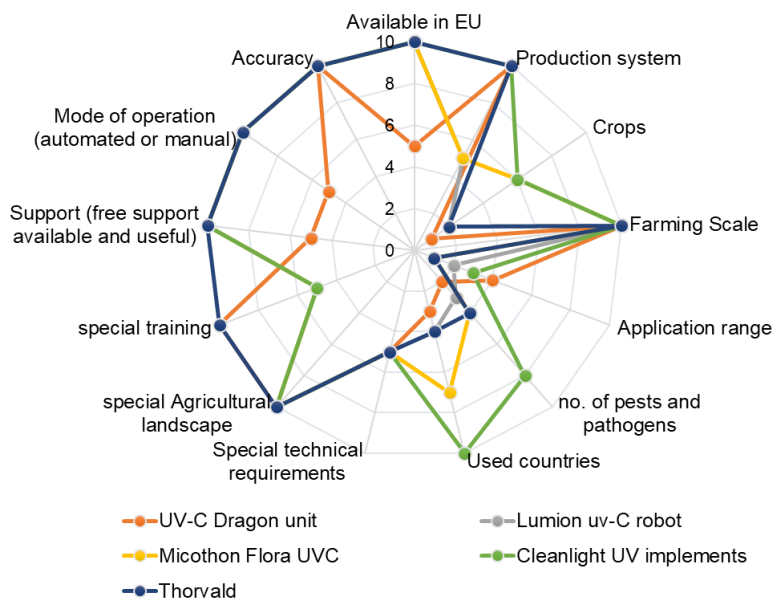 Available in EU
10
Accuracy
Production system
8
Mode of operation
(automated or manual)
6
Crops
4
Support (free support
available and useful)
2
Farming Scale
0
special training
Application range
special Agricultural
landscape
no. of pests and
pathogens
Special technical
requirements
Used countries
UV-C Dragon unit
Lumion uv-C robot
Micothon Flora UVC
Cleanlight UV implements
Thorvald